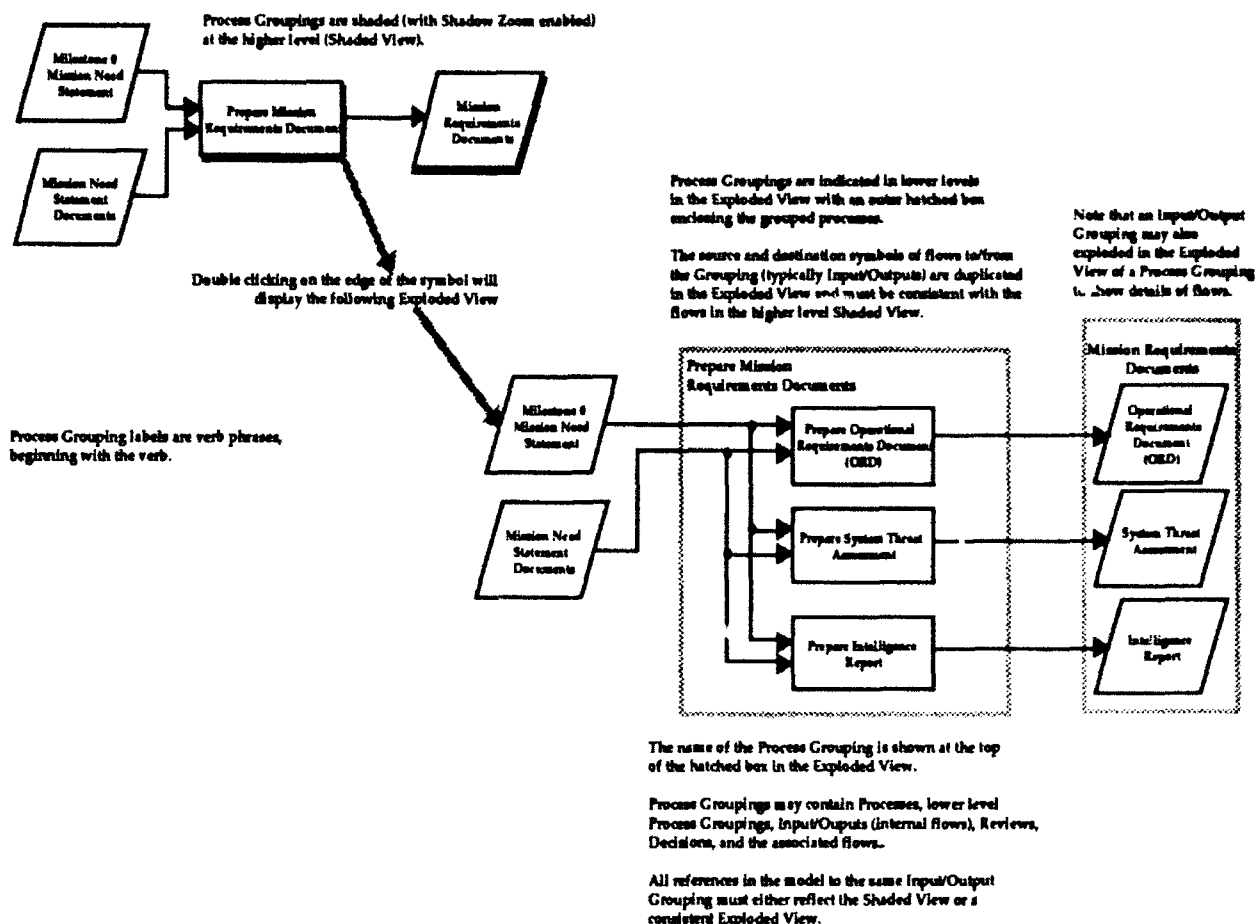 Process Groupings are shaded (with Shadow Zoom enabled)
at the higher level (Shaded View).
Milestone 0
Mission Need
Statement
Prepare Mission
Requirements Document
Mission
Requirements
Documents
Mission Need
Statement
Documents
Process Groupings are indicated in lower levels
in the Exploded View with an outer hatched box
enclosing the grouped processes.
The source and destination symbols of flows to/from
the Grouping (typically Input/Outputs) are duplicated
in the Exploded View and must be consistent with the
flows in the higher level Shaded View.
Note that an Input/Output
Grouping may also
exploded in the Exploded
View of a Process Grouping
to show details of flows.
Double clicking on the edge of the symbol will
display the following Exploded View
Process Grouping labels are verb phrases,
beginning with the verb.
Milestone 0
Mission Need
Statement
Mission Need
Statement
Documents
Prepare Mission
Requirements Documents
Prepare Operational
Requirements Document
(ORD)
Prepare System Threat
Assessment
Prepare Intelligence
Report
Mission Requirements
Documents
Operational
Requirements
Document
(ORD)
System Threat
Assessment
Intelligence
Report
The name of the Process Grouping is shown at the top
of the hatched box in the Exploded View.
Process Groupings may contain Processes, lower level
Process Groupings, Input/Ouputs (internal flows), Reviews,
Decisions, and the associated flows..
All references in the model to the same Input/Output
Grouping must either reflect the Shaded View or a
consistent Exploded View.